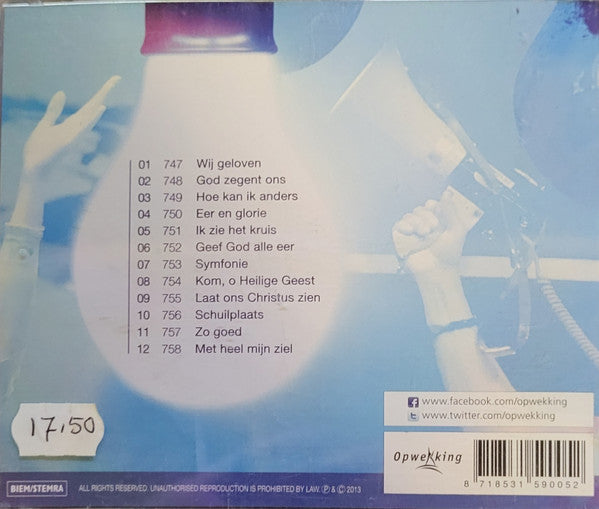 01 747 Wij geloven
02 748 God zegent ons
03 749 Hoe kan ik anders
04 750 Eer en glorie
05 751 Ik zie het kruis
06 752 Geef God alle eer
07 753 Symfonie
08 754 Kom, o Heilige Geest
09 755 Laat ons Christus zien
10 756 Schuilplaats
11 757 Zo goed
12 758 Met heel mijn ziel
17,50
www.facebook.com/opwekking
www.twitter.com/opwekking
Opwekking
8 718531 590052
BIEM/STEMRA
ALL RIGHTS RESERVED. UNAUTHORISED REPRODUCTION IS PROHIBITED BY LAW. Ⓟ & © 2013